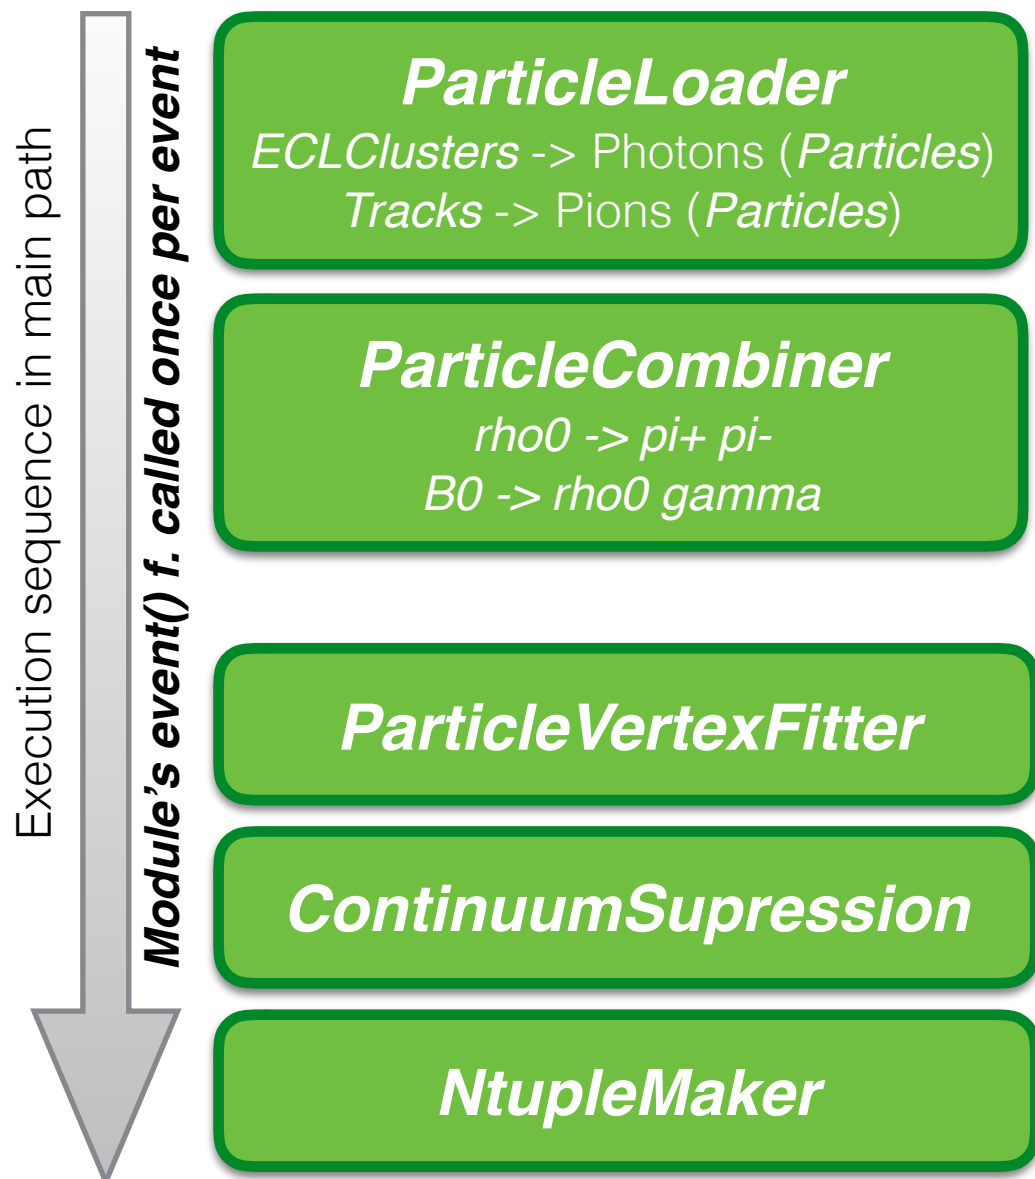 Execution sequence in main path
Module's event() f. called once per event
ParticleLoader
ECLClusters -> Photons (Particles)
Tracks -> Pions (Particles)
ParticleCombiner
rho0 -> pi+ pi-
B0 -> rho0 gamma
ParticleVertexFitter
ContinuumSupression
NtupleMaker